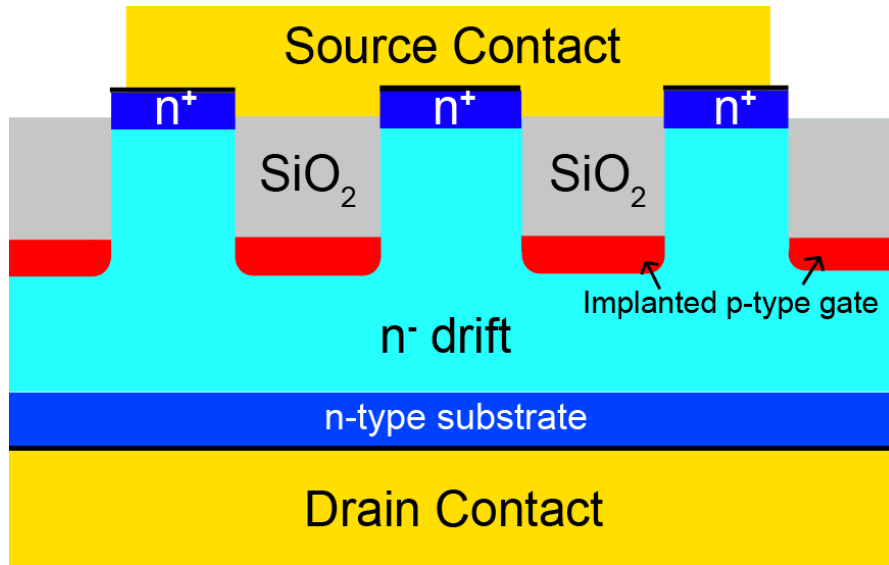 Source Contact
n⁺ n⁺ n⁺
SiO₂ SiO₂
Implanted p-type gate
n⁻ drift
n-type substrate
Drain Contact